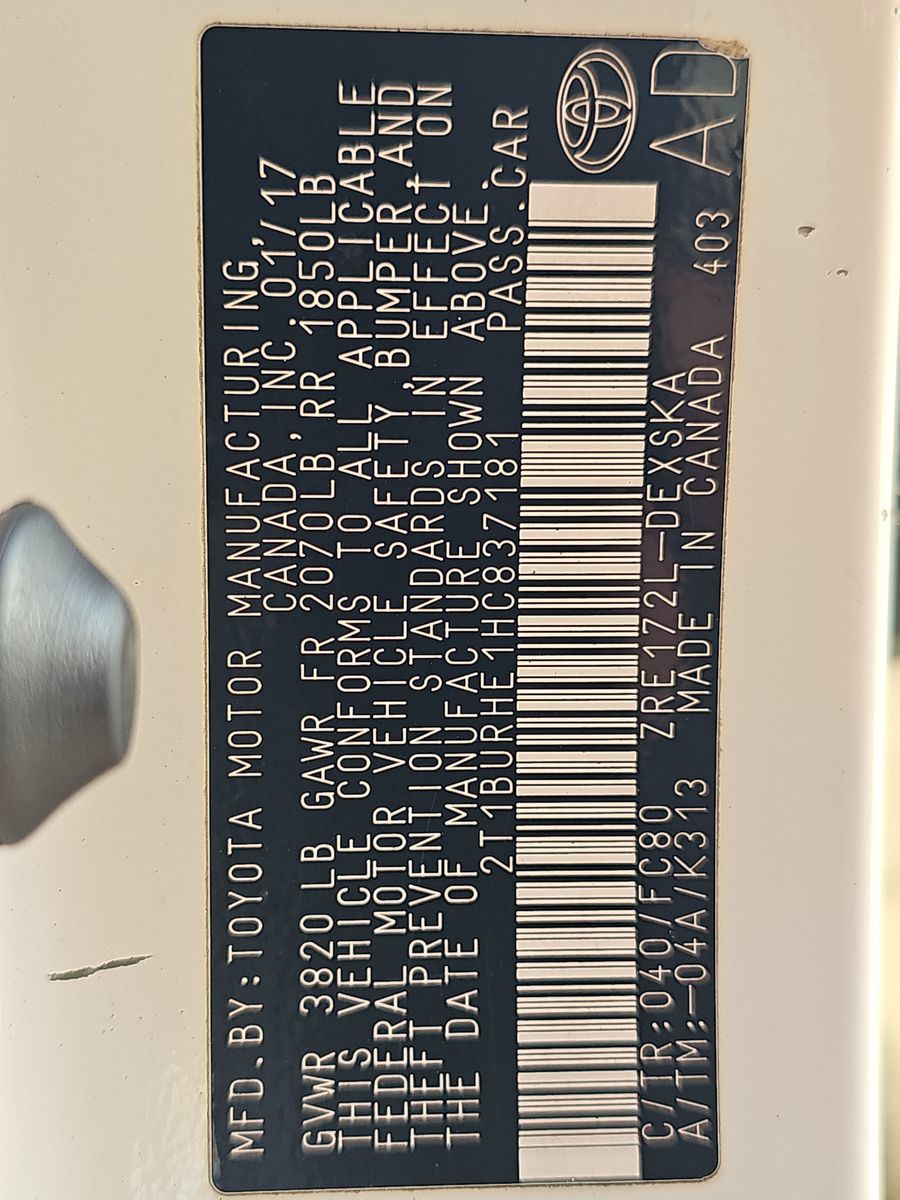 MFD.BY:TOYOTA MOTOR MANUFACTURING,
CANADA, INC. 01/17
GVWR 3820 LB GAWR FR 2070LB, RR 1850LB
THIS VEHICLE CONFORMS TO ALL APPLICABLE
FEDERAL MOTOR VEHICLE SAFETY, BUMPER, AND
THEFT PREVENTION STANDARDS IN EFFECT ON
THE DATE OF MANUFACTURE SHOWN ABOVE.
2T1BURHE1HC837181 PASS.CAR
C/TR:040/FC80 ZRE172L-DEXSKA
A/TM:-04A/K313 MADE IN CANADA 403 AD